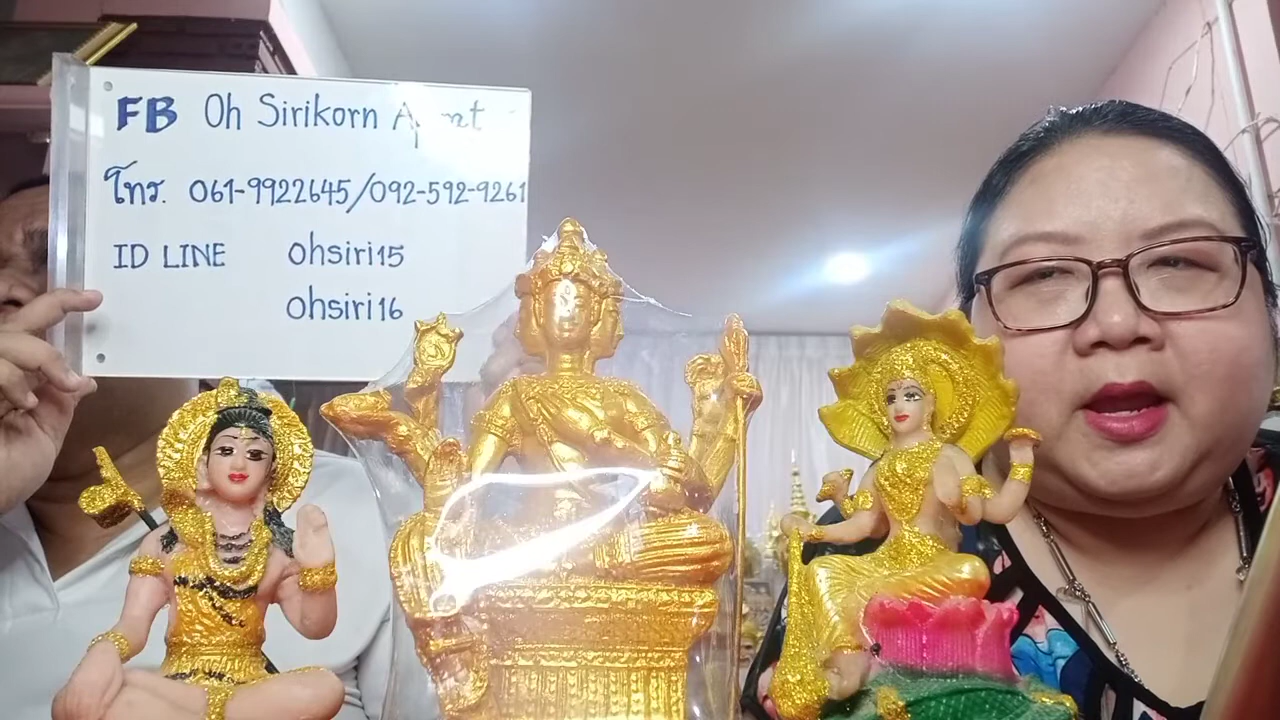 FB Oh Sirikorn
โทร. 061-9922645/092-592-9261
ID LINE ohsiri15
ohsiri16